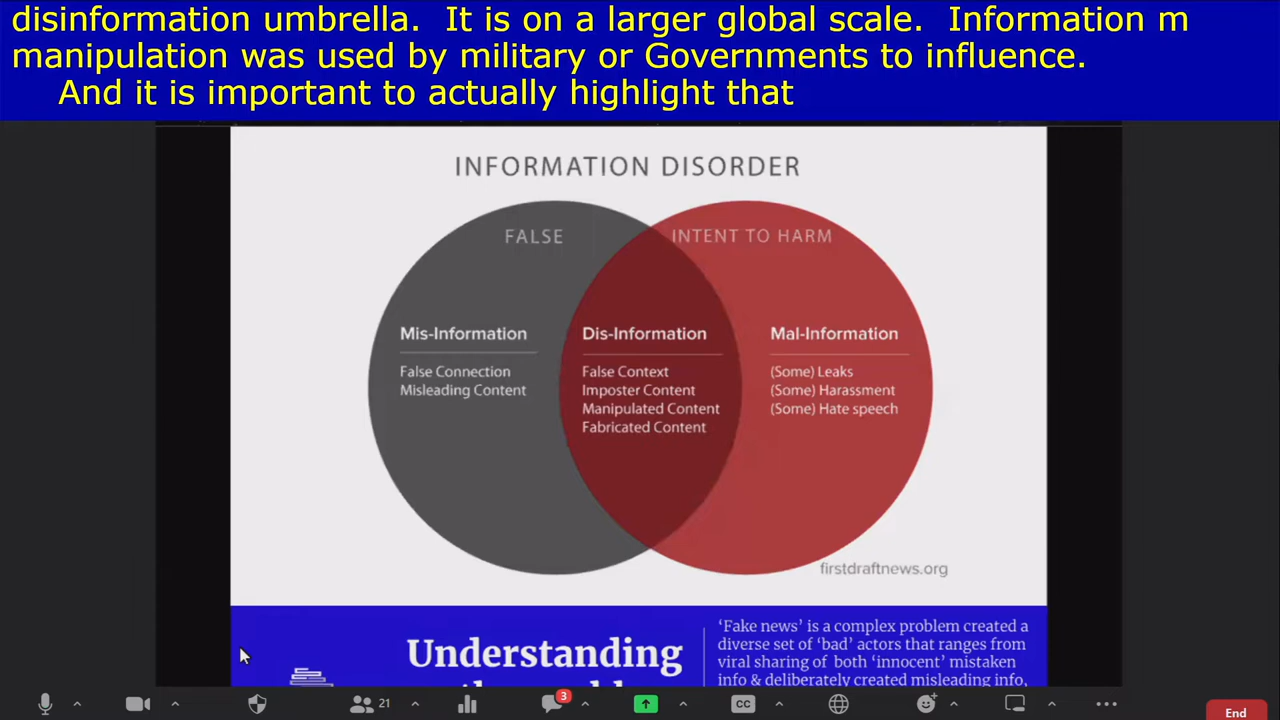 disinformation umbrella. It is on a larger global scale. Information m
manipulation was used by military or Governments to influence.
And it is important to actually highlight that
INFORMATION DISORDER
FALSE
INTENT TO HARM
Mis-Information
False Connection
Misleading Content
Dis-Information
False Context
Imposter Content
Manipulated Content
Fabricated Content
Mal-Information
(Some) Leaks
(Some) Harassment
(Some) Hate speech
firstdraftnews.org
Understanding
‘Fake news’ is a complex problem created a
diverse set of ‘bad’ actors that ranges from
viral sharing of both ‘innocent’ mistaken
info & deliberately created misleading info,
21
3
CC
End